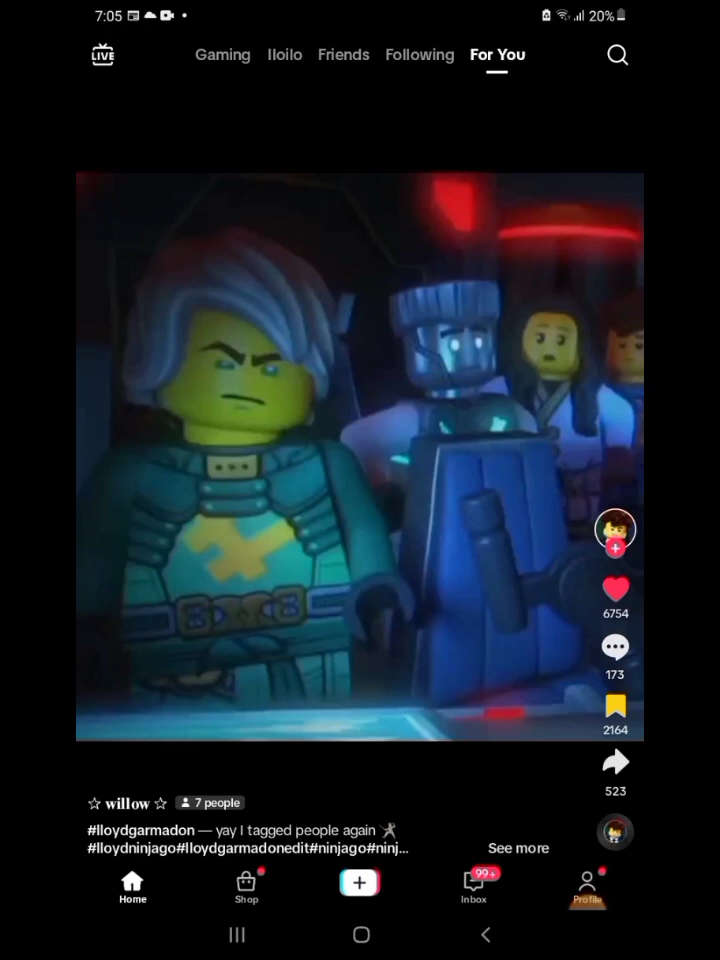 7:05
20%
LIVE
Gaming Iloilo Friends Following For You
6754
173
2164
523
☆ willow ☆ 7 people
#lloydgarmadon — yay I tagged people again
#lloydninjago#lloydgarmadonedit#ninjago#ninj...
See more
99+
Home Shop Inbox Profile